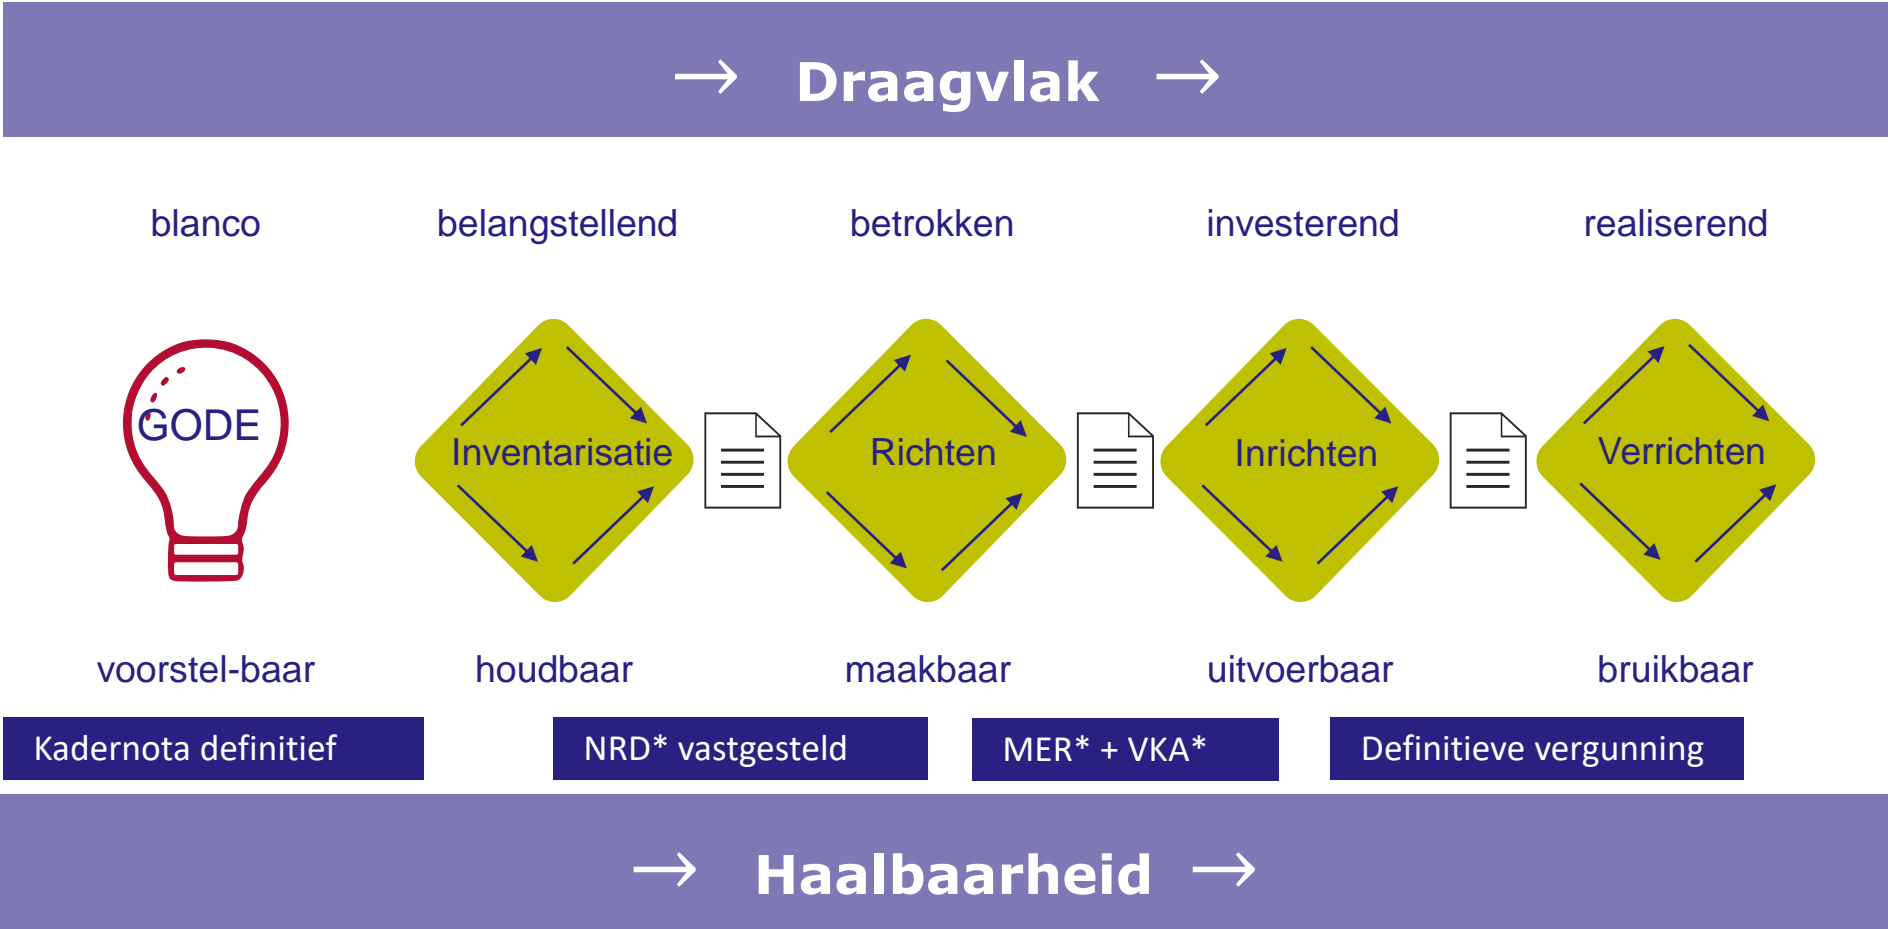 → Draagvlak →
blanco belangstellend betrokken investerend realiserend
GODE
Inventarisatie Richten Inrichten Verrichten
voorstel-baar houdbaar maakbaar uitvoerbaar bruikbaar
Kadernota definitief NRD* vastgesteld MER* + VKA* Definitieve vergunning
→ Haalbaarheid →